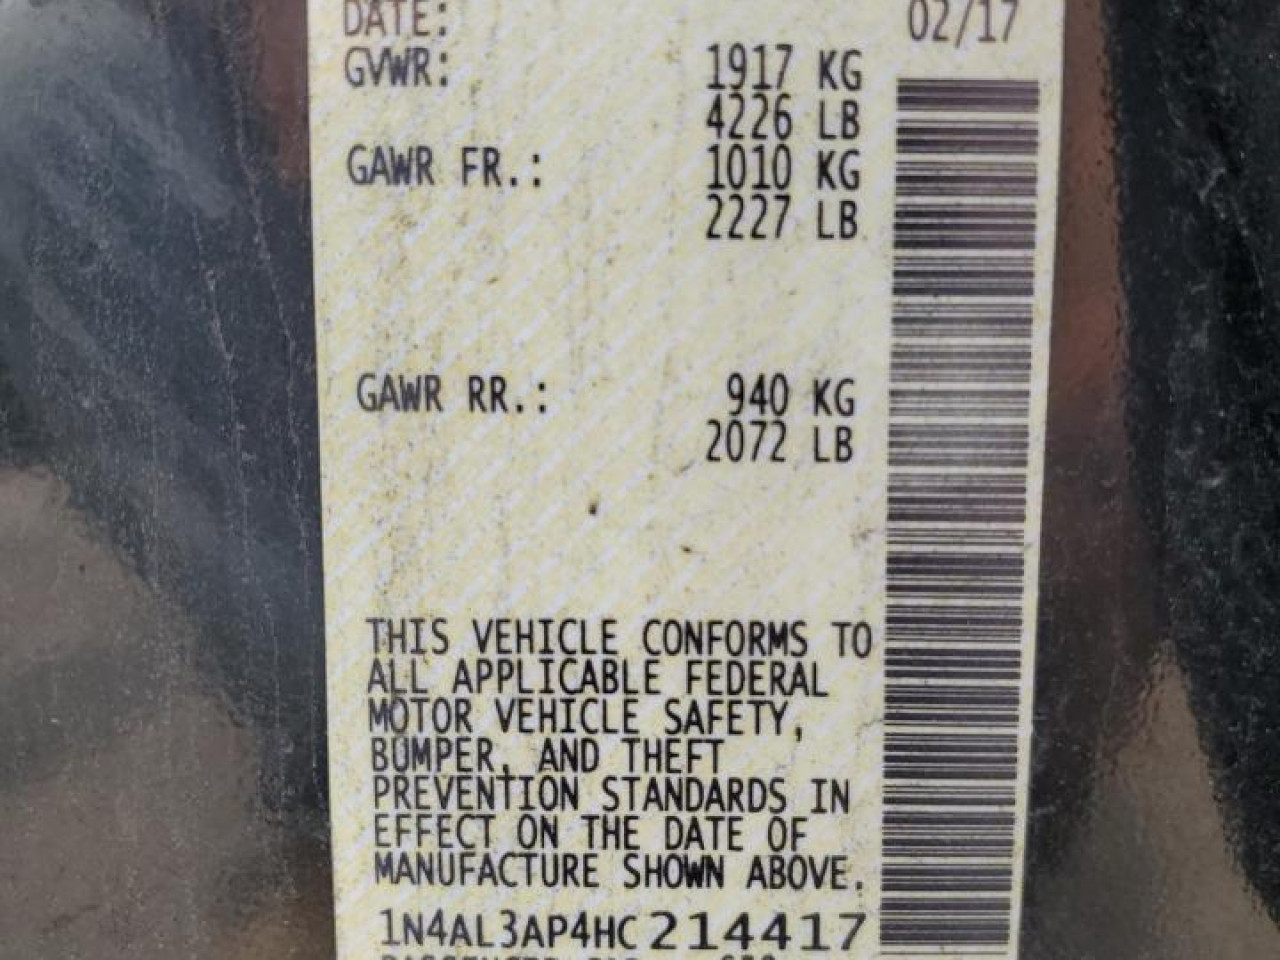 DATE: 02/17
GVWR: 1917 KG
4226 LB
GAWR FR.: 1010 KG
2227 LB
GAWR RR.: 940 KG
2072 LB
THIS VEHICLE CONFORMS TO
ALL APPLICABLE FEDERAL
MOTOR VEHICLE SAFETY,
BUMPER, AND THEFT
PREVENTION STANDARDS IN
EFFECT ON THE DATE OF
MANUFACTURE SHOWN ABOVE.
1N4AL3AP4HC214417